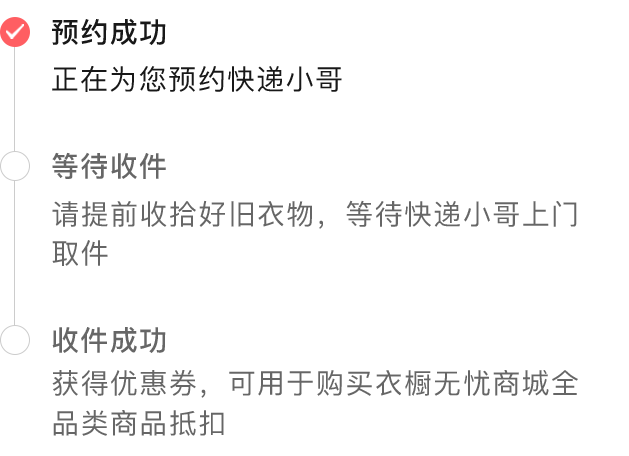 预约成功
正在为您预约快递小哥
等待收件
请提前收拾好旧衣物，等待快递小哥上门
取件
收件成功
获得优惠券，可用于购买衣橱无忧商城全
品类商品抵扣